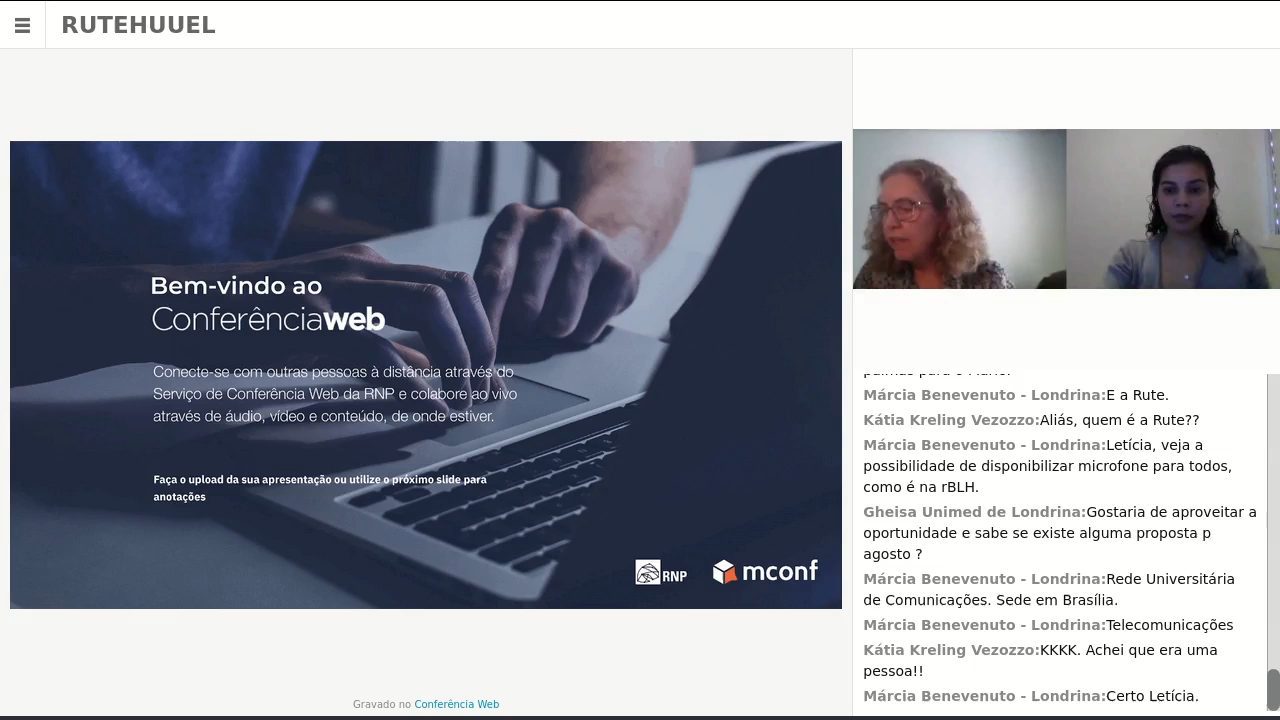 RUTEHUUEL
Bem-vindo ao
Conferênciaweb
Conecte-se com outras pessoas à distância através do
Serviço de Conferência Web da RNP e colabore ao vivo
através de áudio, vídeo e conteúdo, de onde estiver.
Faça o upload da sua apresentação ou utilize o próximo slide para
anotações
RNP
mconf
Gravado no Conferência Web
Márcia Benevenuto - Londrina:E a Rute.
Kátia Kreling Vezozzo:Aliás, quem é a Rute??
Márcia Benevenuto - Londrina:Letícia, veja a
possibilidade de disponibilizar microfone para todos,
como é na rBLH.
Gheisa Unimed de Londrina:Gostaria de aproveitar a
oportunidade e sabe se existe alguma proposta p
agosto ?
Márcia Benevenuto - Londrina:Rede Universitária
de Comunicações. Sede em Brasília.
Márcia Benevenuto - Londrina:Telecomunicações
Kátia Kreling Vezozzo:KKKK. Achei que era uma
pessoa!!
Márcia Benevenuto - Londrina:Certo Letícia.